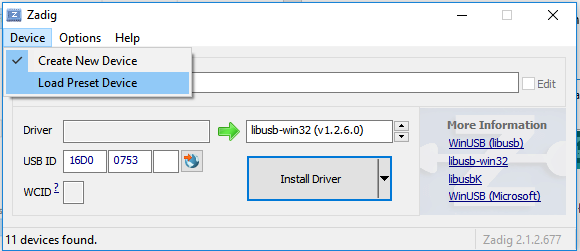 Zadig
Device Options Help
Create New Device
Load Preset Device
Edit
Driver libusb-win32 (v1.2.6.0)
USB ID 16D0 0753
WCID ?
Install Driver
More Information
WinUSB (libusb)
libusb-win32
libusbK
WinUSB (Microsoft)
11 devices found. Zadig 2.1.2.677